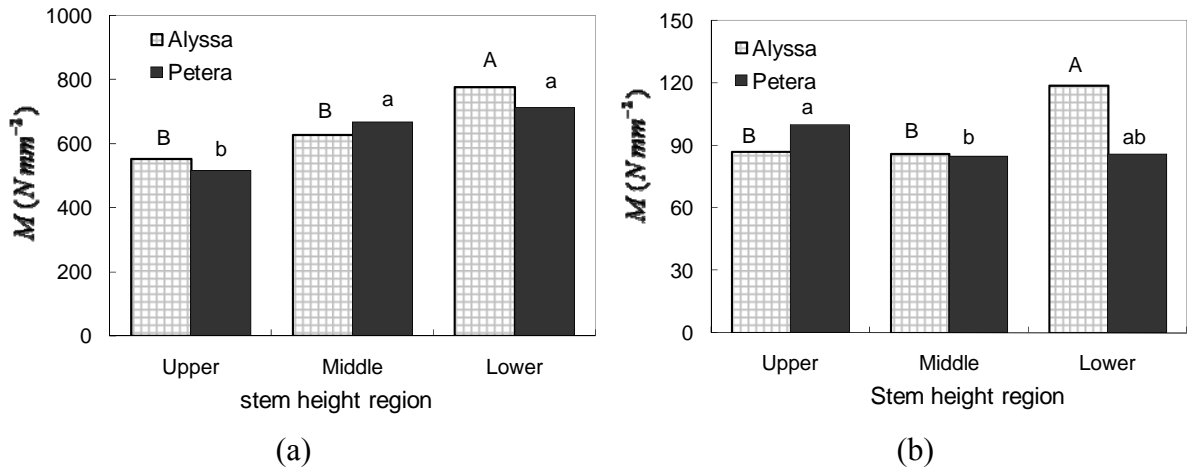 1000
800
600
400
200
0
M (N mm⁻¹)
Alyssa
Petera
B
b
B
a
A
a
Upper Middle Lower
stem height region
(a)
150
120
90
60
30
0
M (N mm⁻¹)
Alyssa
Petera
B
a
B
b
A
ab
Upper Middle Lower
Stem height region
(b)